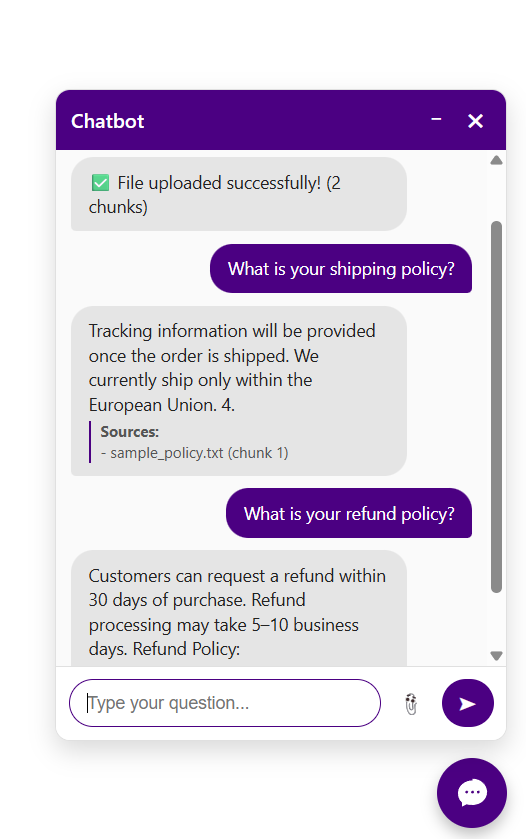 Chatbot
✅ File uploaded successfully! (2
chunks)
What is your shipping policy?
Tracking information will be provided
once the order is shipped. We
currently ship only within the
European Union. 4.
Sources:
- sample_policy.txt (chunk 1)
What is your refund policy?
Customers can request a refund within
30 days of purchase. Refund
processing may take 5–10 business
days. Refund Policy:
Type your question...